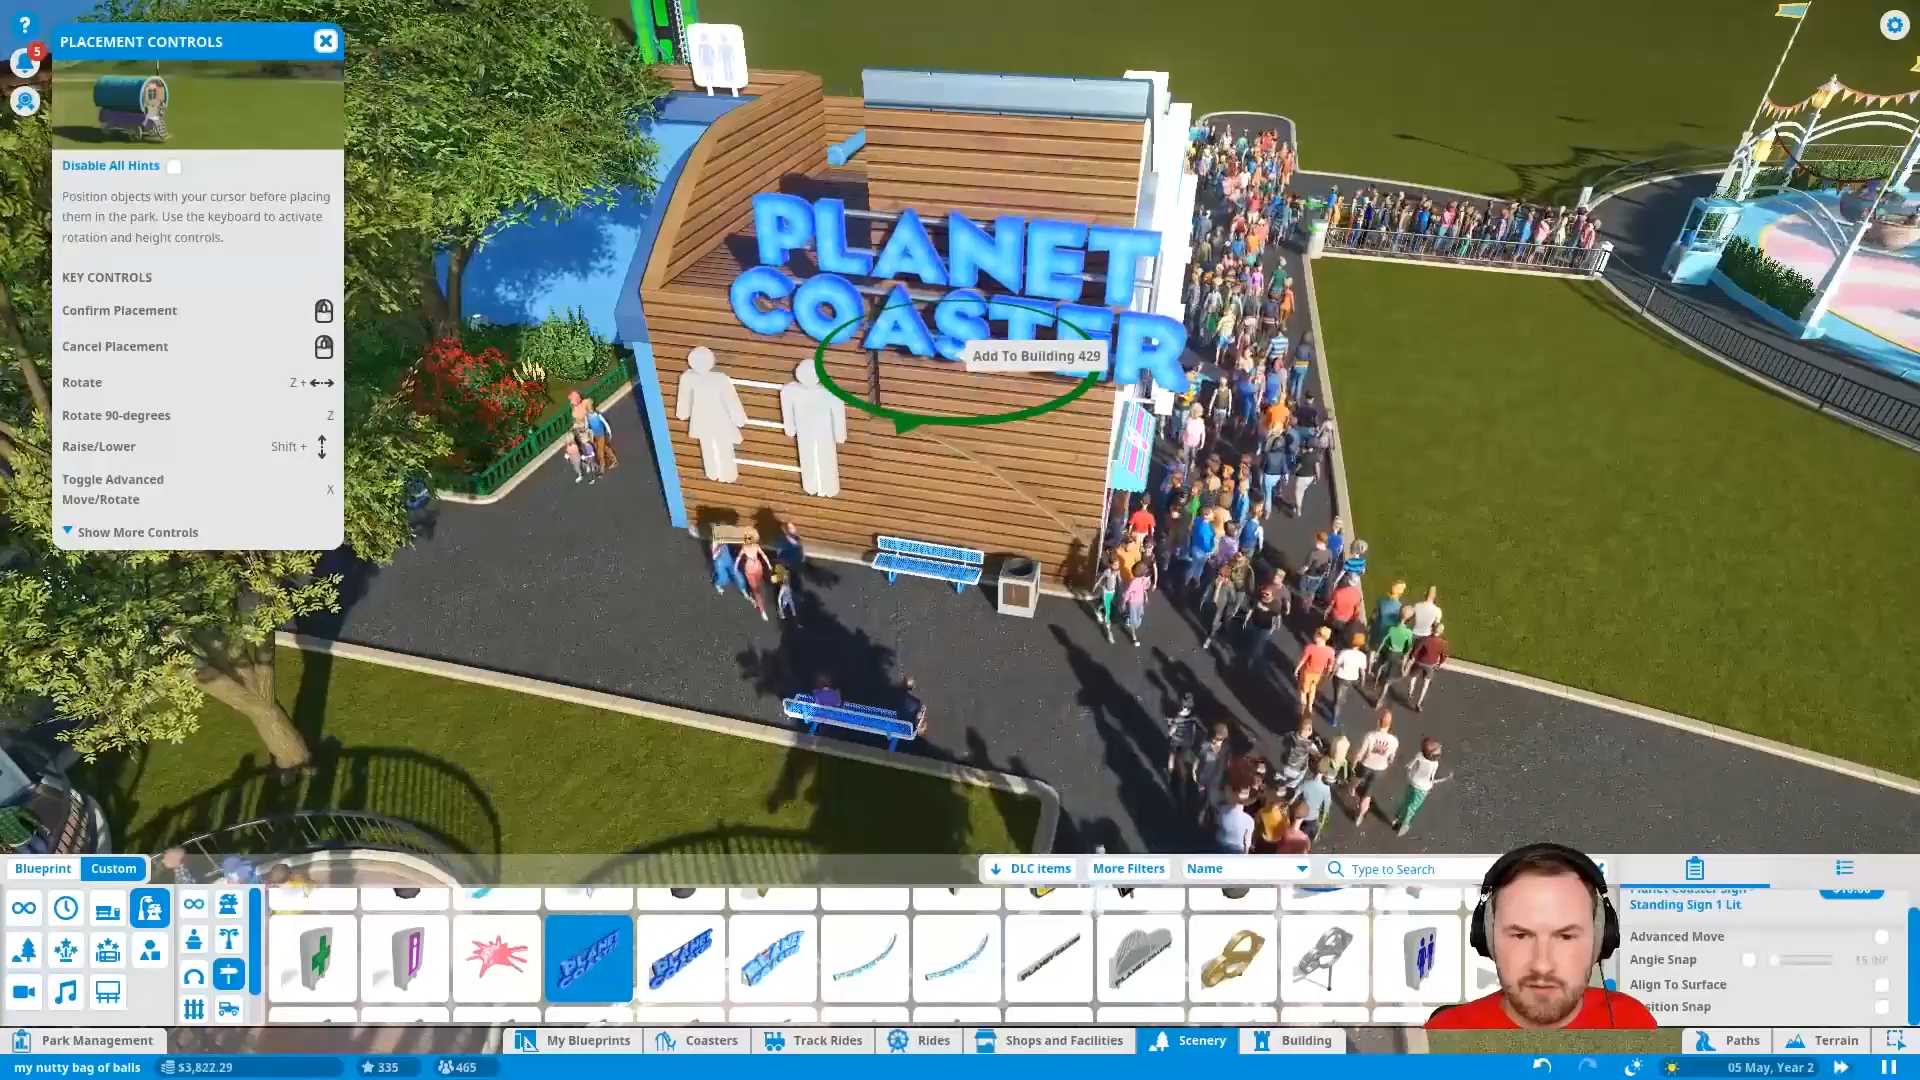 ?
5
PLACEMENT CONTROLS
Disable All Hints
Position objects with your cursor before placing
them in the park. Use the keyboard to activate
rotation and height controls.
KEY CONTROLS
Confirm Placement
Cancel Placement
Rotate Z +
Rotate 90-degrees Z
Raise/Lower Shift +
Toggle Advanced
Move/Rotate X
Show More Controls
PLANET
COASTER
Add To Building 429
Blueprint Custom
DLC items More Filters Name Type to Search
Standing Sign 1 Lit
Advanced Move
Angle Snap 15.00°
Align To Surface
Park Management My Blueprints Coasters Track Rides Rides Shops and Facilities Scenery Building Paths Terrain
my nutty bag of balls $3,822.29 335 465 05 May, Year 2